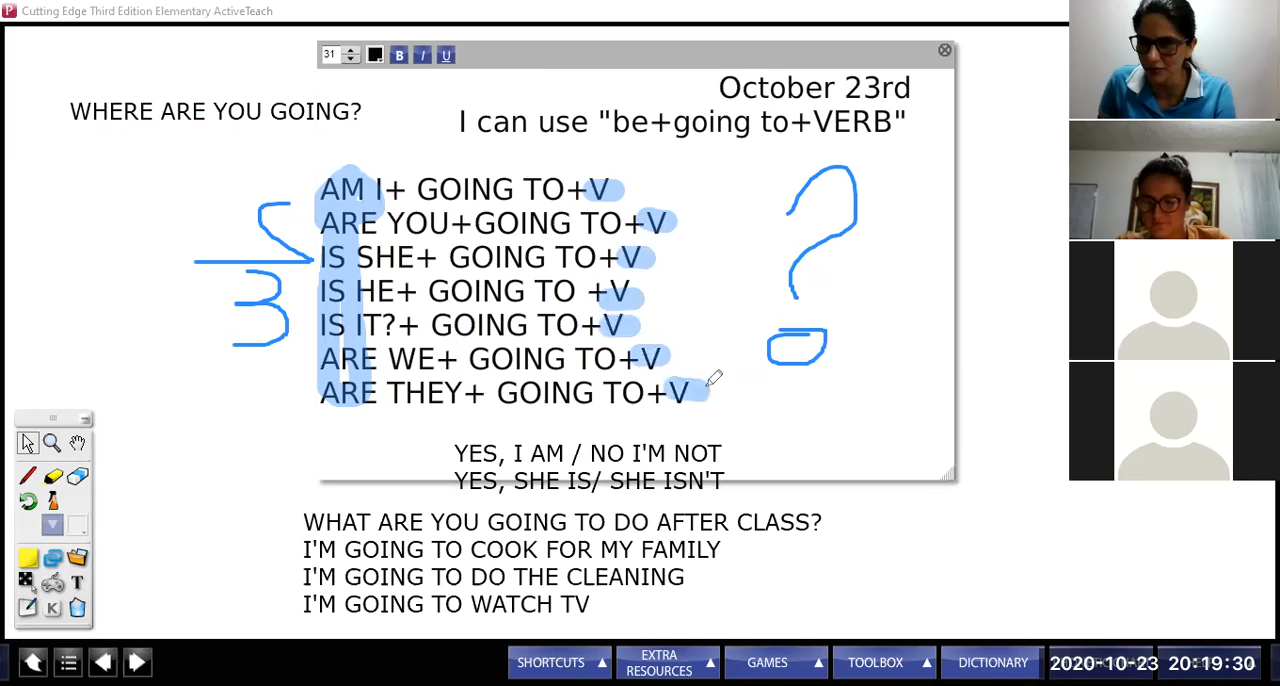 Cutting Edge Third Edition Elementary ActiveTeach
31 B I U
October 23rd
WHERE ARE YOU GOING?
I can use "be+going to+VERB"
AM I+ GOING TO+V
ARE YOU+GOING TO+V
IS SHE+ GOING TO+V
IS HE+ GOING TO +V
IS IT?+ GOING TO+V
ARE WE+ GOING TO+V
ARE THEY+ GOING TO+V
?
YES, I AM / NO I'M NOT
YES, SHE IS/ SHE ISN'T
WHAT ARE YOU GOING TO DO AFTER CLASS?
I'M GOING TO COOK FOR MY FAMILY
I'M GOING TO DO THE CLEANING
I'M GOING TO WATCH TV
T
K
SHORTCUTS
EXTRA RESOURCES
GAMES
TOOLBOX
DICTIONARY
2020-10-23 20:19:30